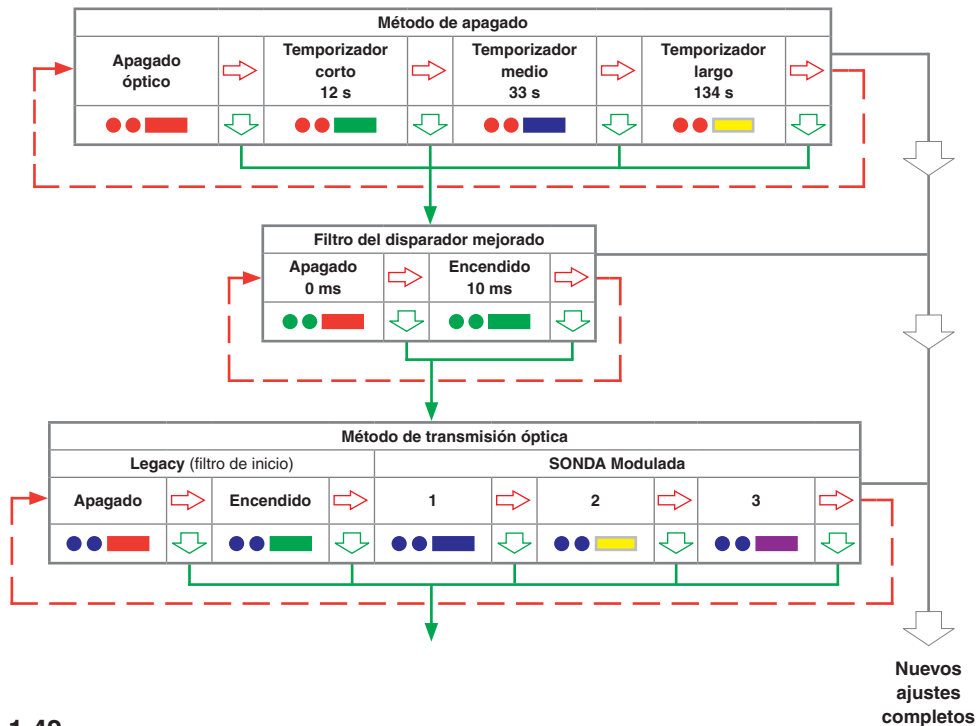 Método de apagado
Apagado
óptico
Temporizador
corto
12 s
Temporizador
medio
33 s
Temporizador
largo
134 s
Filtro del disparador mejorado
Apagado
0 ms
Encendido
10 ms
Método de transmisión óptica
Legacy (filtro de inicio)
SONDA Modulada
Apagado
Encendido
1
2
3
Nuevos
ajustes
completos